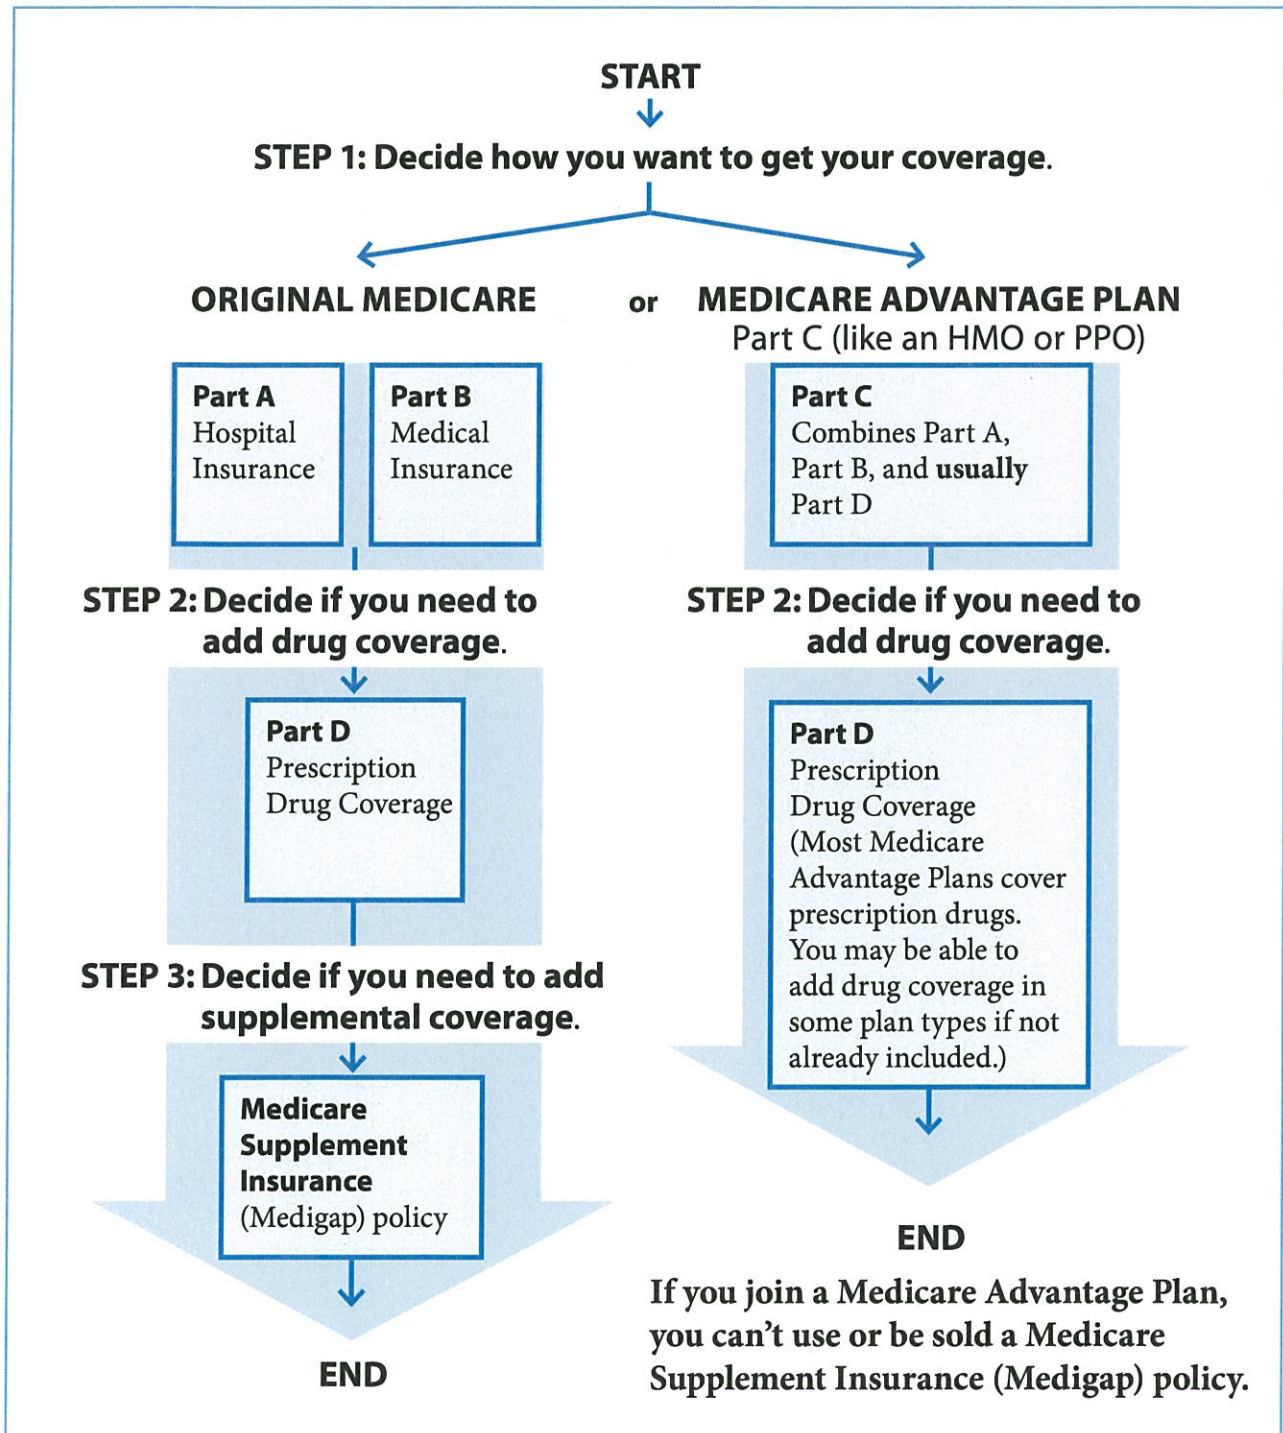 START
STEP 1: Decide how you want to get your coverage.
ORIGINAL MEDICARE
or
MEDICARE ADVANTAGE PLAN
Part C (like an HMO or PPO)
Part A
Hospital
Insurance
Part B
Medical
Insurance
STEP 2: Decide if you need to
add drug coverage.
Part D
Prescription
Drug Coverage
STEP 3: Decide if you need to add
supplemental coverage.
Medicare
Supplement
Insurance
(Medigap) policy
END
Part C
Combines Part A,
Part B, and usually
Part D
STEP 2: Decide if you need to
add drug coverage.
Part D
Prescription
Drug Coverage
(Most Medicare
Advantage Plans cover
prescription drugs.
You may be able to
add drug coverage in
some plan types if not
already included.)
END
If you join a Medicare Advantage Plan,
you can't use or be sold a Medicare
Supplement Insurance (Medigap) policy.